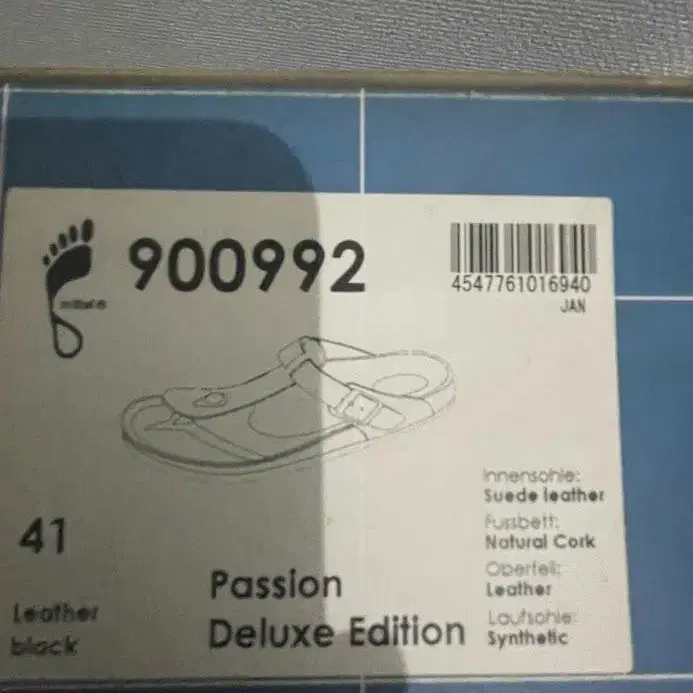 900992
4547761016940
JAN
41
Leather
black
Passion
Deluxe Edition
Innensohle:
Suede leather
Fussbett:
Natural Cork
Oberteil:
Leather
Laufsohle:
Synthetic